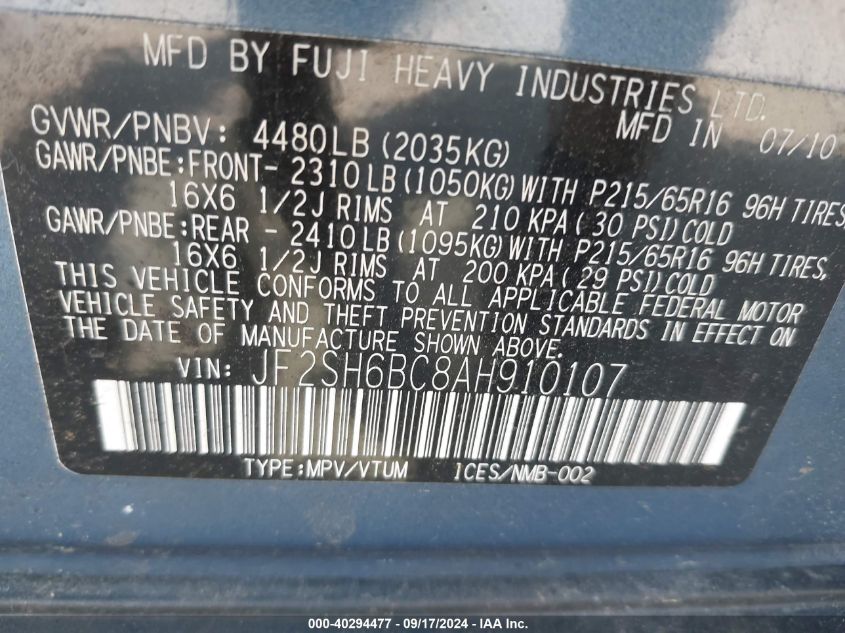 MFD BY FUJI HEAVY INDUSTRIES LTD.
GVWR/PNBV: 4480LB (2035KG) MFD IN 07/10
GAWR/PNBE:FRONT- 2310LB(1050KG)WITH P215/65R16 96H TIRES,
16X6 1/2J RIMS AT 210 KPA(30 PSI)COLD
GAWR/PNBE:REAR - 2410LB(1095KG)WITH P215/65R16 96H TIRES,
16X6 1/2J RIMS AT 200 KPA(29 PSI)COLD
THIS VEHICLE CONFORMS TO ALL APPLICABLE FEDERAL MOTOR
VEHICLE SAFETY AND THEFT PREVENTION STANDARDS IN EFFECT ON
THE DATE OF MANUFACTURE SHOWN ABOVE.
VIN: JF2SH6BC8AH910107
TYPE:MPV/VTUM ICES/NMB-002
000-40294477 - 09/17/2024 - IAA Inc.